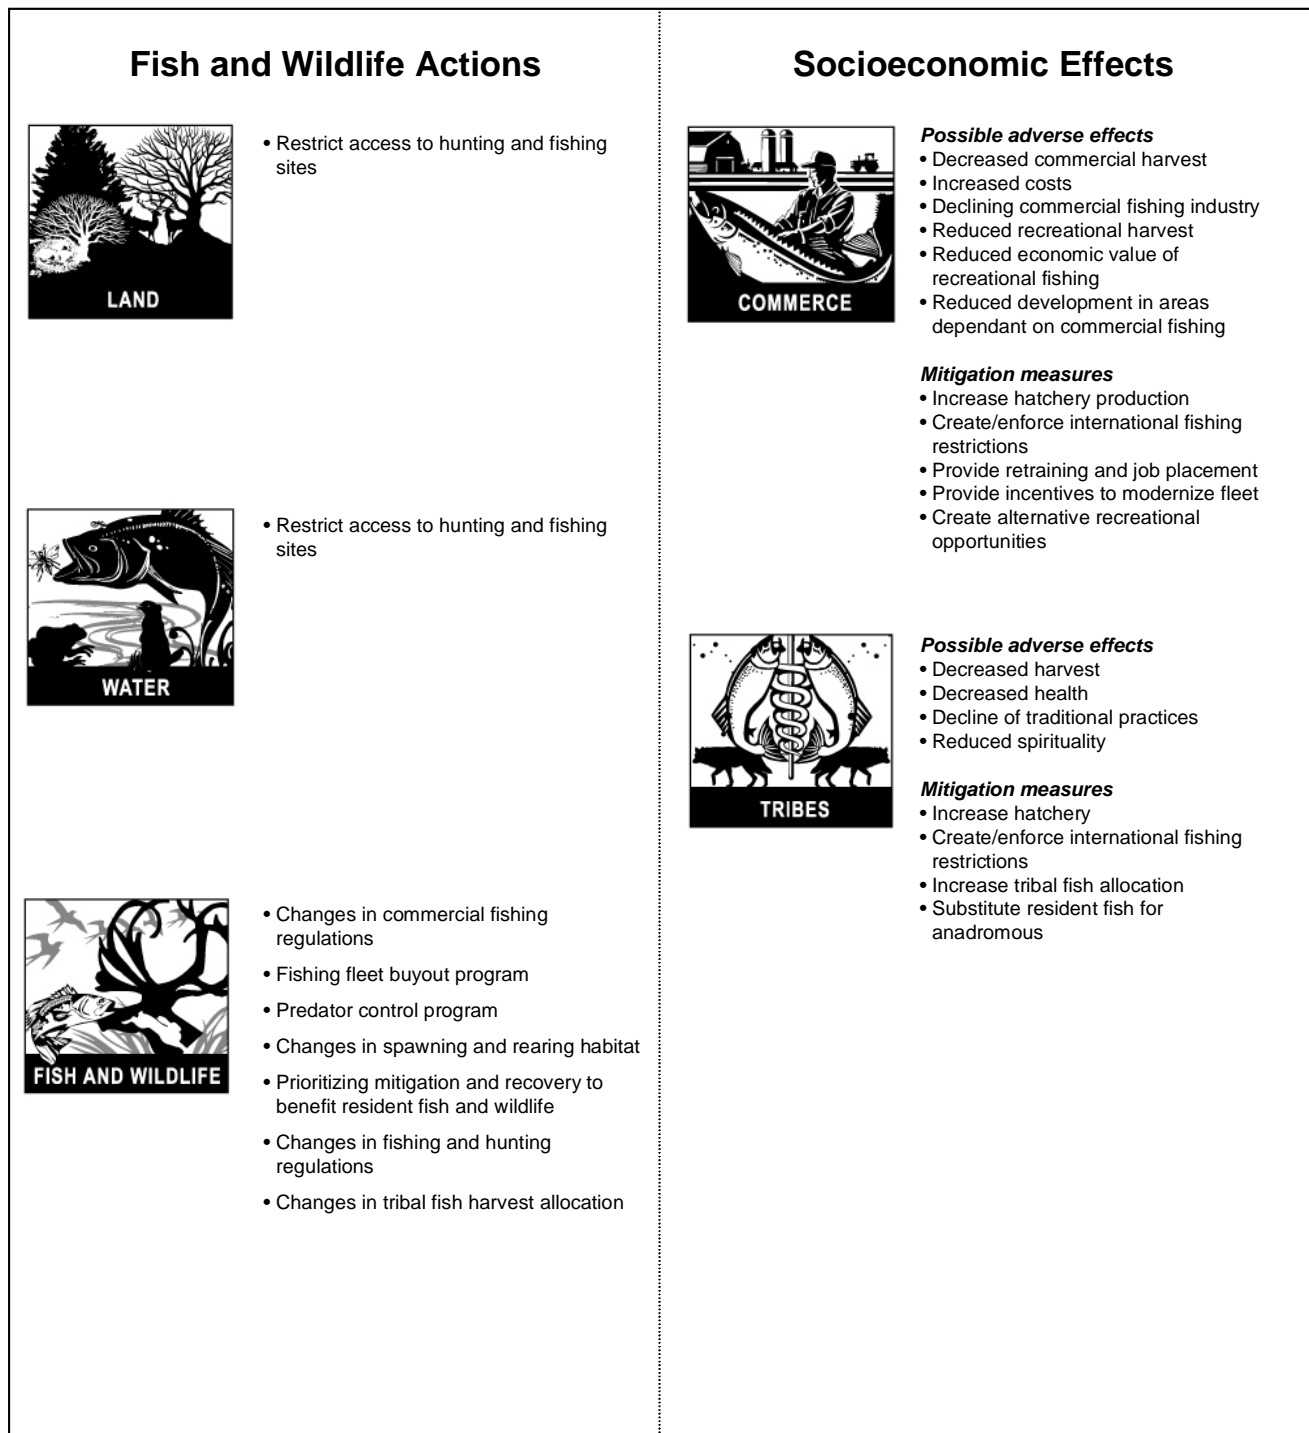 Fish and Wildlife Actions
LAND
• Restrict access to hunting and fishing
sites
WATER
• Restrict access to hunting and fishing
sites
FISH AND WILDLIFE
• Changes in commercial fishing
regulations
• Fishing fleet buyout program
• Predator control program
• Changes in spawning and rearing habitat
• Prioritizing mitigation and recovery to
benefit resident fish and wildlife
• Changes in fishing and hunting
regulations
• Changes in tribal fish harvest allocation
Socioeconomic Effects
COMMERCE
Possible adverse effects
• Decreased commercial harvest
• Increased costs
• Declining commercial fishing industry
• Reduced recreational harvest
• Reduced economic value of
recreational fishing
• Reduced development in areas
dependant on commercial fishing
Mitigation measures
• Increase hatchery production
• Create/enforce international fishing
restrictions
• Provide retraining and job placement
• Provide incentives to modernize fleet
• Create alternative recreational
opportunities
TRIBES
Possible adverse effects
• Decreased harvest
• Decreased health
• Decline of traditional practices
• Reduced spirituality
Mitigation measures
• Increase hatchery
• Create/enforce international fishing
restrictions
• Increase tribal fish allocation
• Substitute resident fish for
anadromous